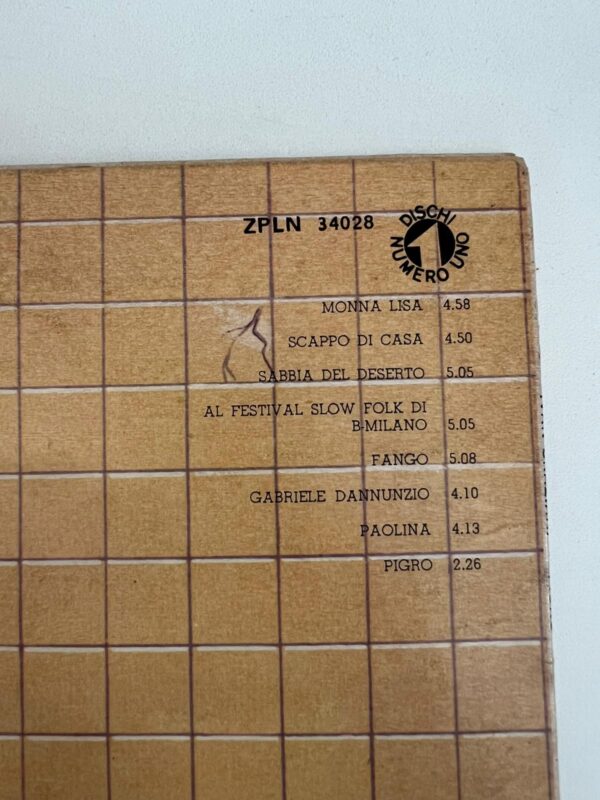 ZPLN 34028
DISCHI
1
NUMERO UNO
MONNA LISA 4.58
SCAPPO DI CASA 4.50
SABBIA DEL DESERTO 5.05
AL FESTIVAL SLOW FOLK DI
B-MILANO 5.05
FANGO 5.08
GABRIELE DANNUNZIO 4.10
PAOLINA 4.13
PIGRO 2.26